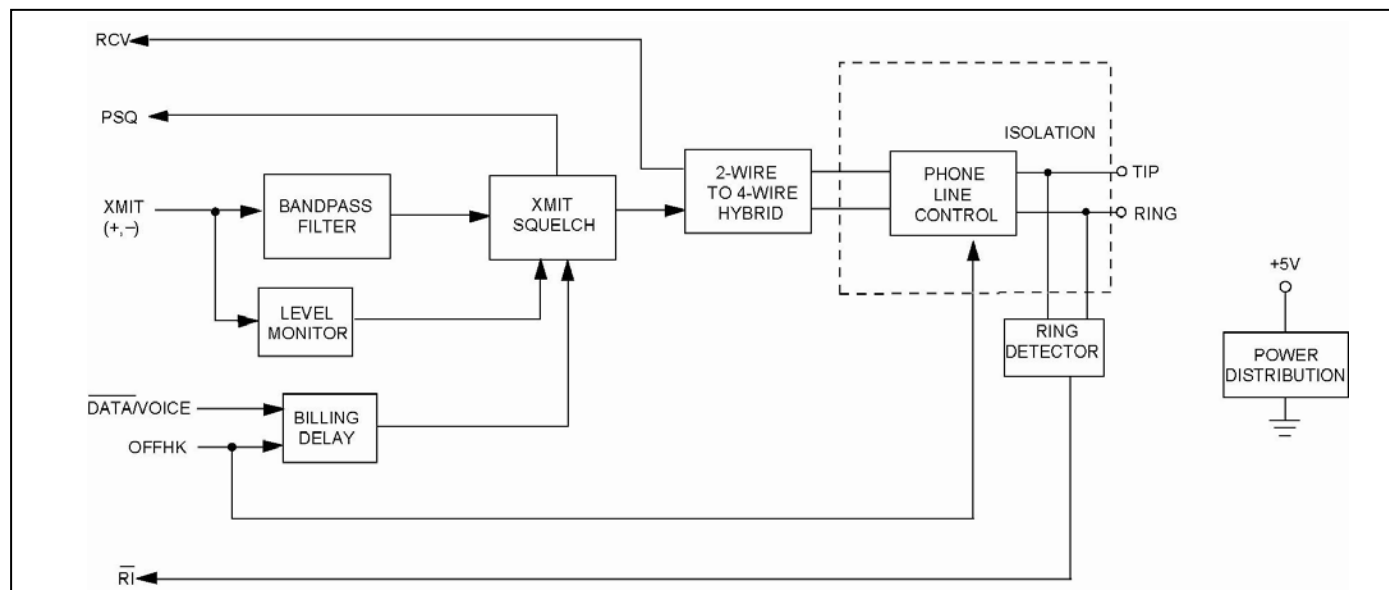 RCV
PSQ
XMIT
(+,–)
BANDPASS
FILTER
LEVEL
MONITOR
XMIT
SQUELCH
2-WIRE
TO 4-WIRE
HYBRID
ISOLATION
PHONE
LINE
CONTROL
TIP
RING
RING
DETECTOR
+5V
POWER
DISTRIBUTION
DATA/VOICE
OFFHK
BILLING
DELAY
RI